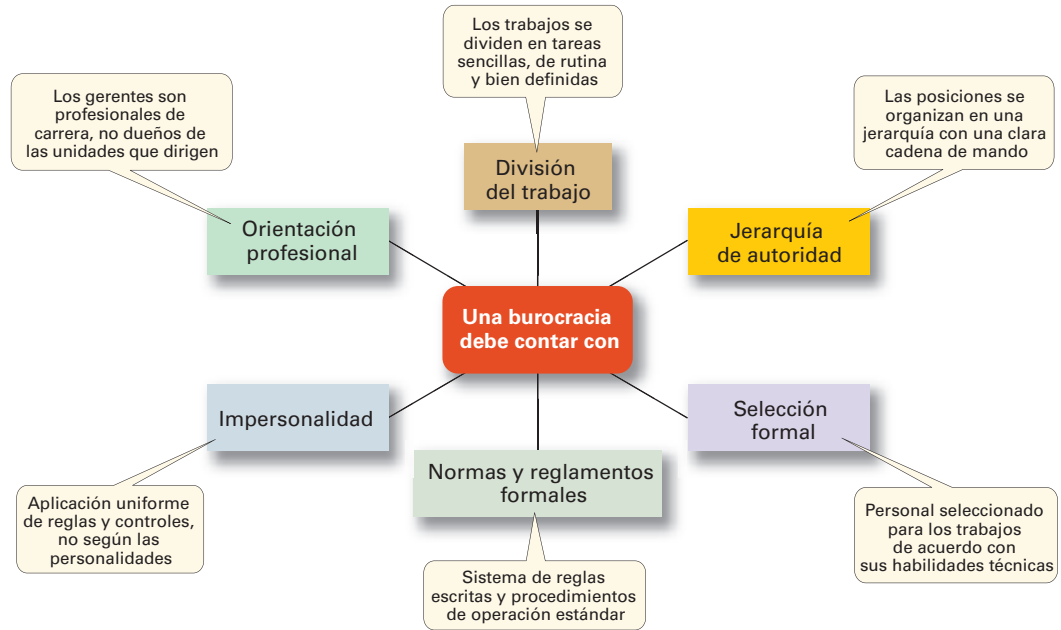 Los trabajos se
dividen en tareas
sencillas, de rutina
y bien definidas
Los gerentes son
profesionales de
carrera, no dueños de
las unidades que dirigen
Las posiciones se
organizan en una
jerarquía con una clara
cadena de mando
División
del trabajo
Orientación
profesional
Jerarquía
de autoridad
Una burocracia
debe contar con
Impersonalidad
Selección
formal
Normas y reglamentos
formales
Aplicación uniforme
de reglas y controles,
no según las
personalidades
Personal seleccionado
para los trabajos
de acuerdo con
sus habilidades técnicas
Sistema de reglas
escritas y procedimientos
de operación estándar